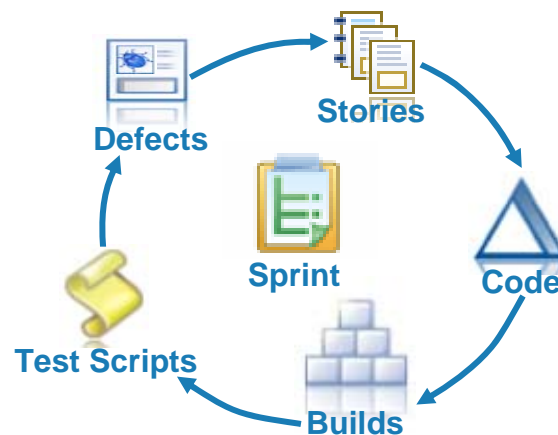 Stories
Defects
Sprint
Code
Test Scripts
Builds